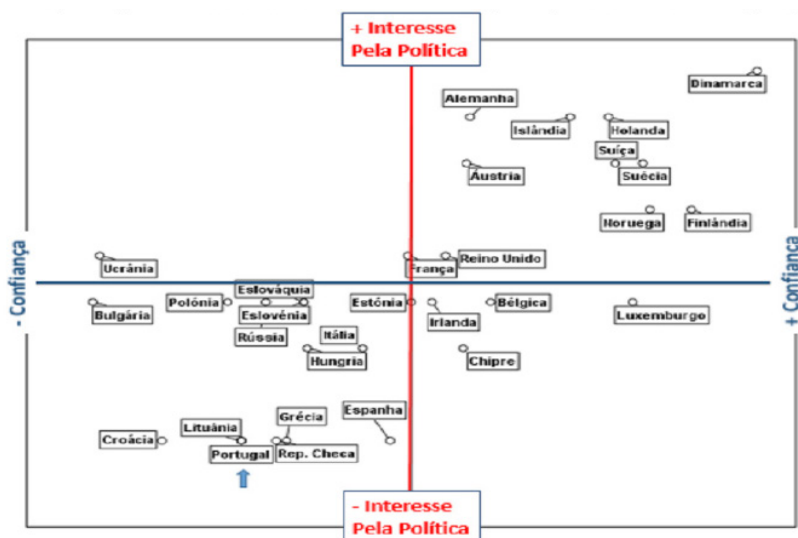 + Interesse
Pela Política
Dinamarca
Alemanha
Islândia
Holanda
Suíça
Áustria
Suécia
Noruega
Finlândia
- Confiança
+ Confiança
Ucrânia
França
Reino Unido
Eslováquia
Bulgária
Polónia
Eslovénia
Estónia
Irlanda
Bélgica
Luxemburgo
Rússia
Itália
Hungria
Chipre
Espanha
Grécia
Lituânia
Croácia
Portugal
Rep. Checa
- Interesse
Pela Política